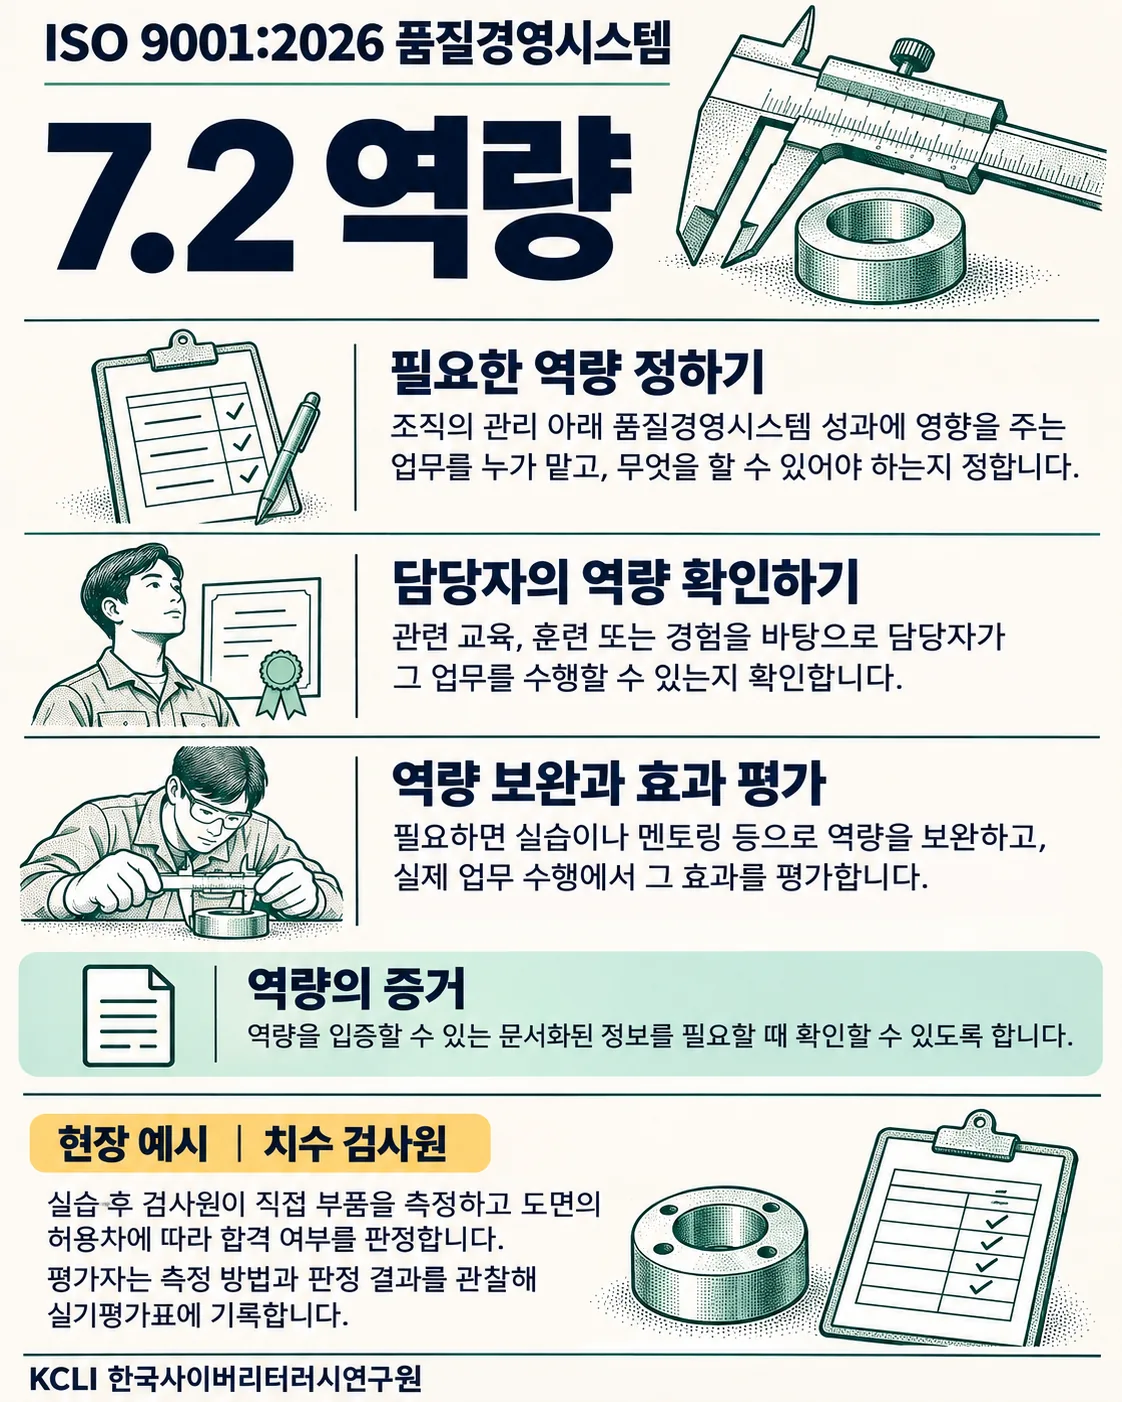 ISO 9001:2026 품질경영시스템
7.2 역량
필요한 역량 정하기
조직의 관리 아래 품질경영시스템 성과에 영향을 주는
업무를 누가 맡고, 무엇을 할 수 있어야 하는지 정합니다.
담당자의 역량 확인하기
관련 교육, 훈련 또는 경험을 바탕으로 담당자가
그 업무를 수행할 수 있는지 확인합니다.
역량 보완과 효과 평가
필요하면 실습이나 멘토링 등으로 역량을 보완하고,
실제 업무 수행에서 그 효과를 평가합니다.
역량의 증거
역량을 입증할 수 있는 문서화된 정보를 필요할 때 확인할 수 있도록 합니다.
현장 예시 | 치수 검사원
실습 후 검사원이 직접 부품을 측정하고 도면의
허용차에 따라 합격 여부를 판정합니다.
평가자는 측정 방법과 판정 결과를 관찰해
실기평가표에 기록합니다.
KCLI 한국사이버리터러시연구원